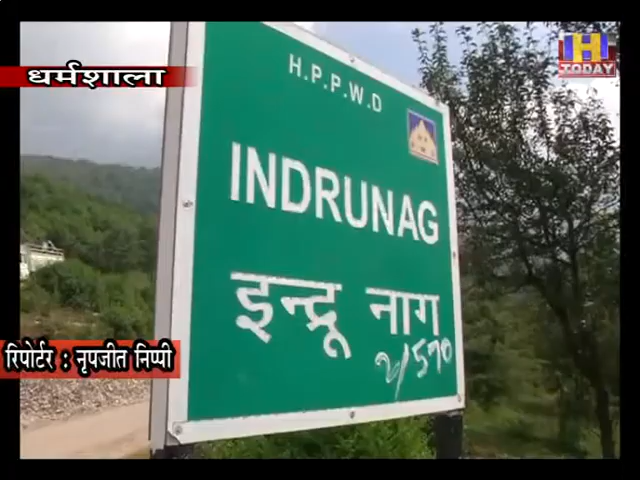 H
TODAY
धर्मशाला
H.P.P.W.D
INDRUNAG
इन्द्रू नाग
रिपोर्टर : नृपजीत निप्पी